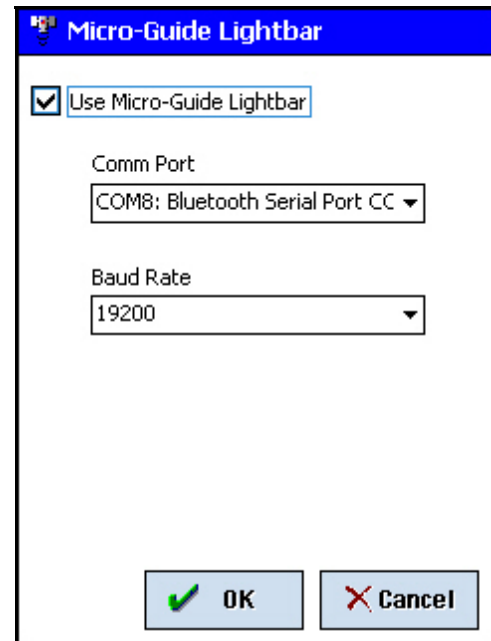 Micro-Guide Lightbar
Use Micro-Guide Lightbar
Comm Port
COM8: Bluetooth Serial Port CC
Baud Rate
19200
OK
Cancel